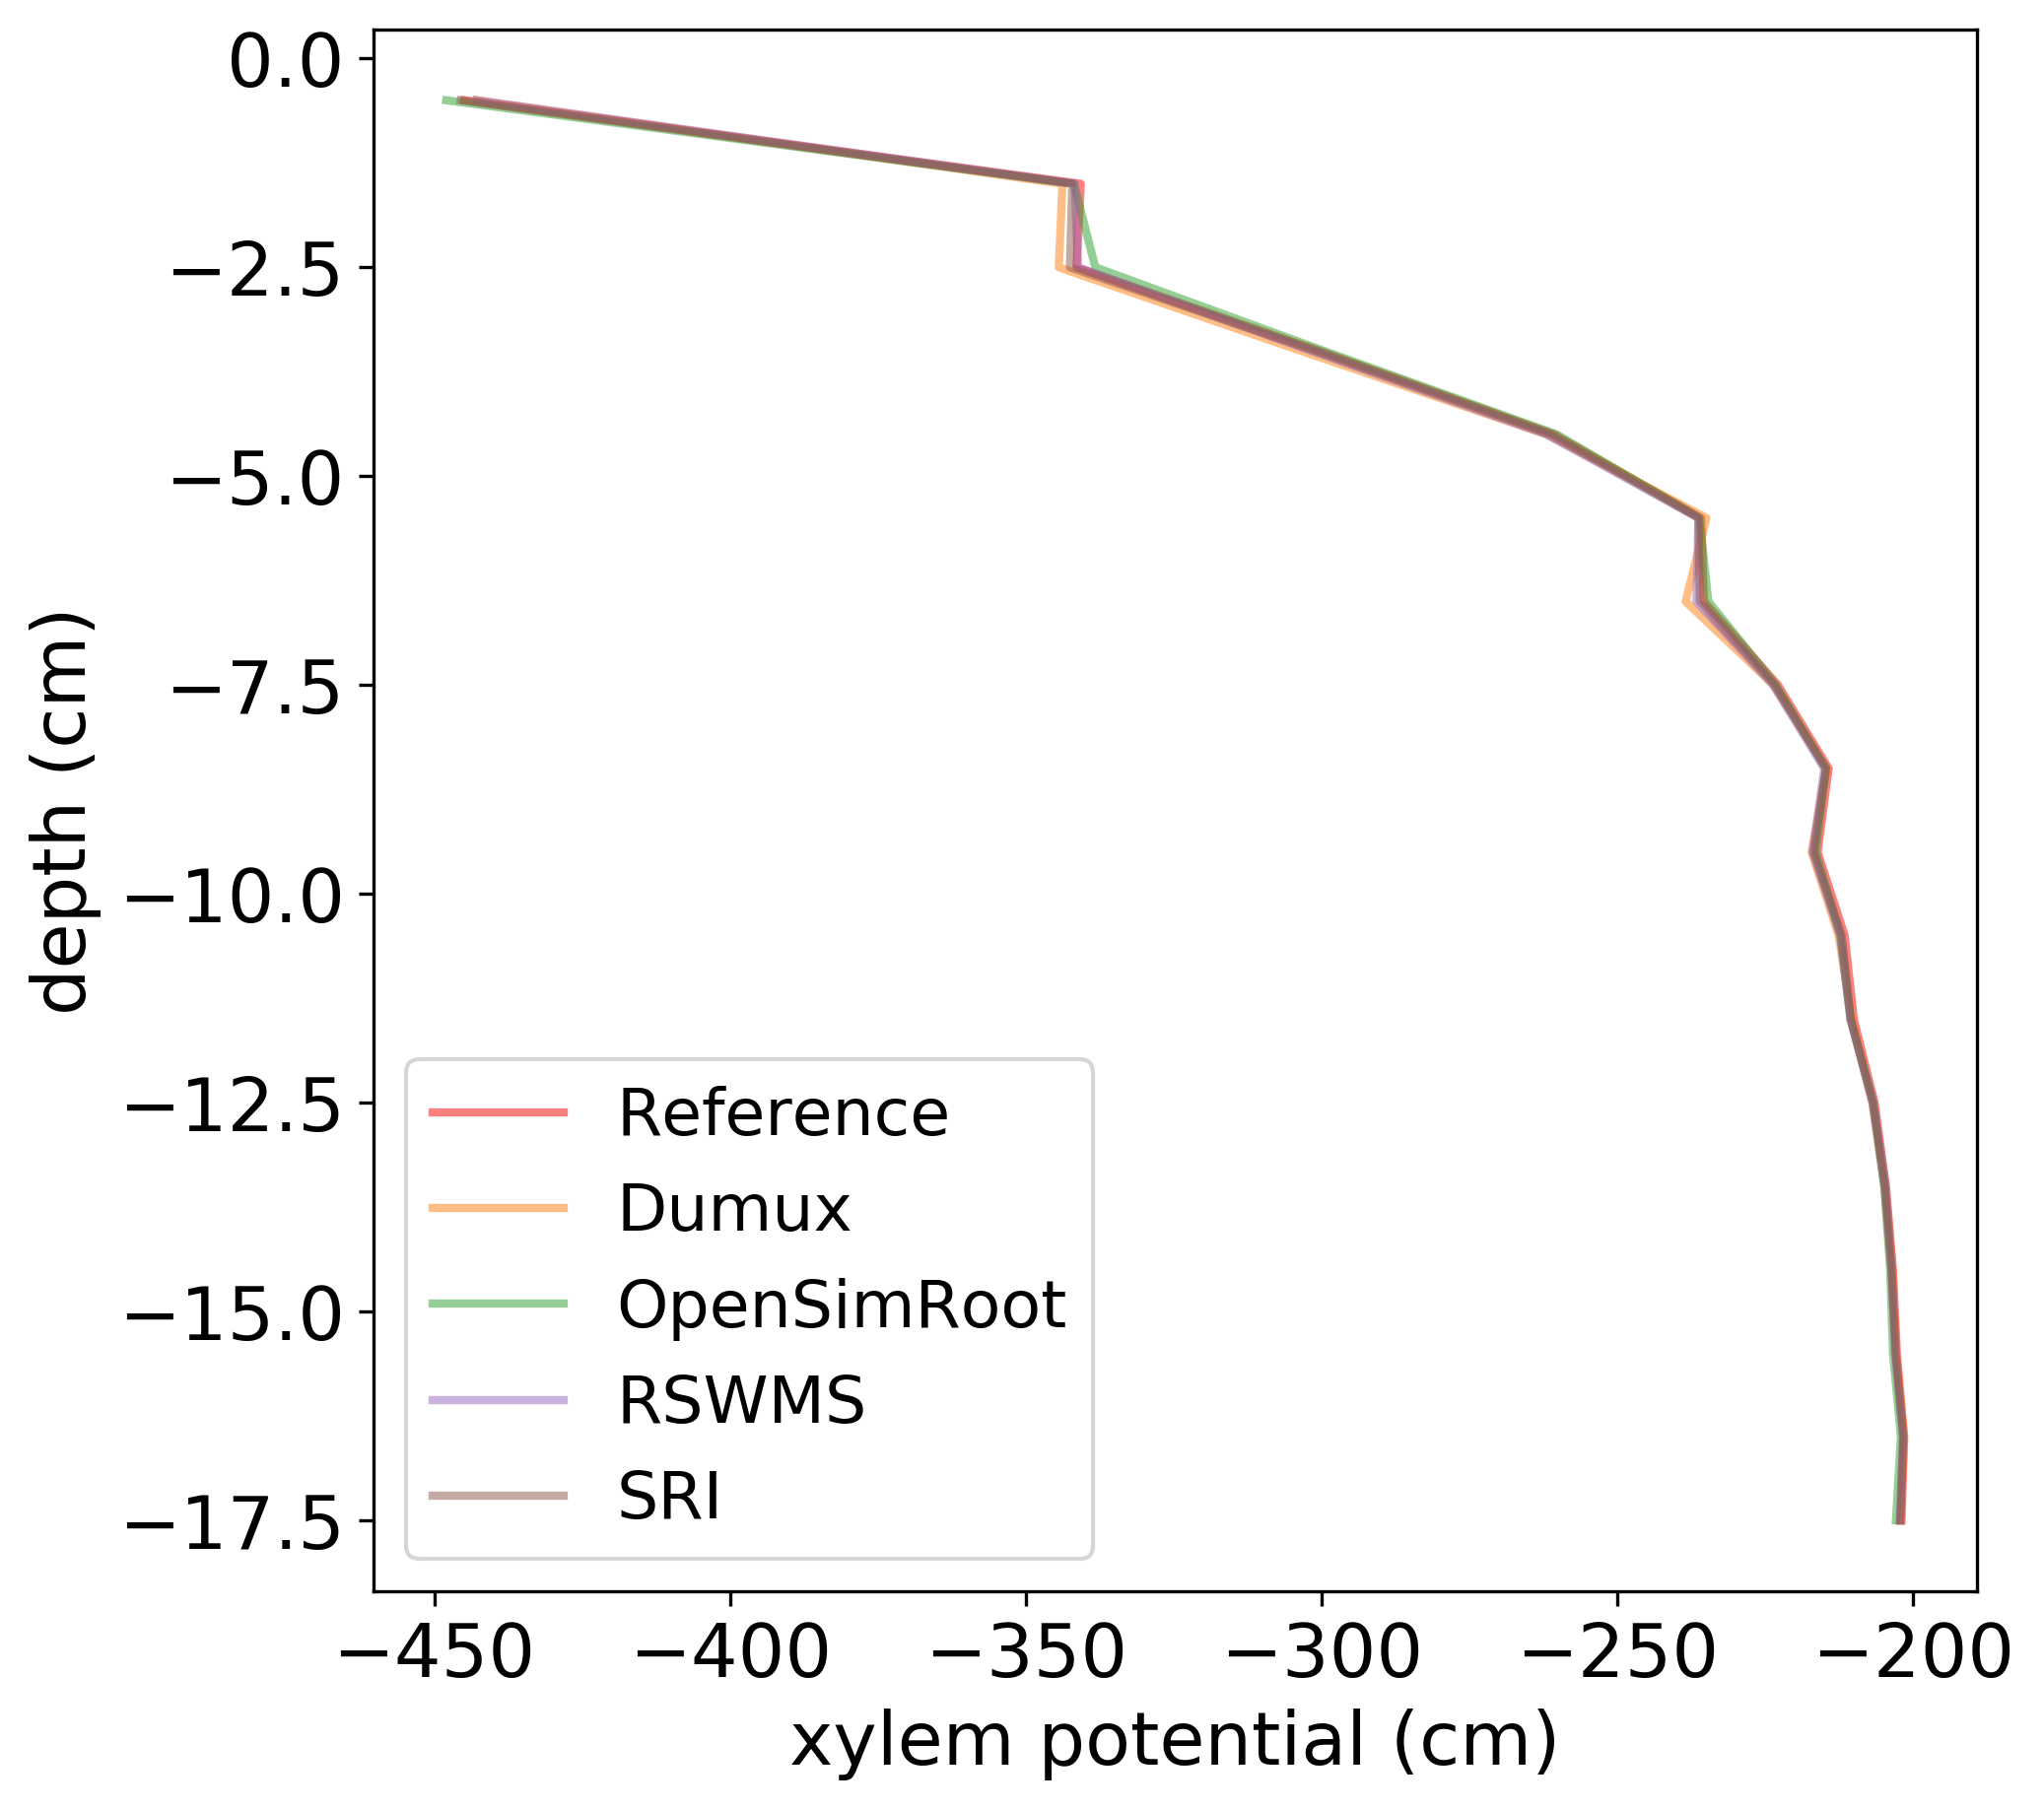 0.0
−2.5
−5.0
−7.5
−10.0
−12.5
−15.0
−17.5
depth (cm)
Reference
Dumux
OpenSimRoot
RSWMS
SRI
−450 −400 −350 −300 −250 −200
xylem potential (cm)